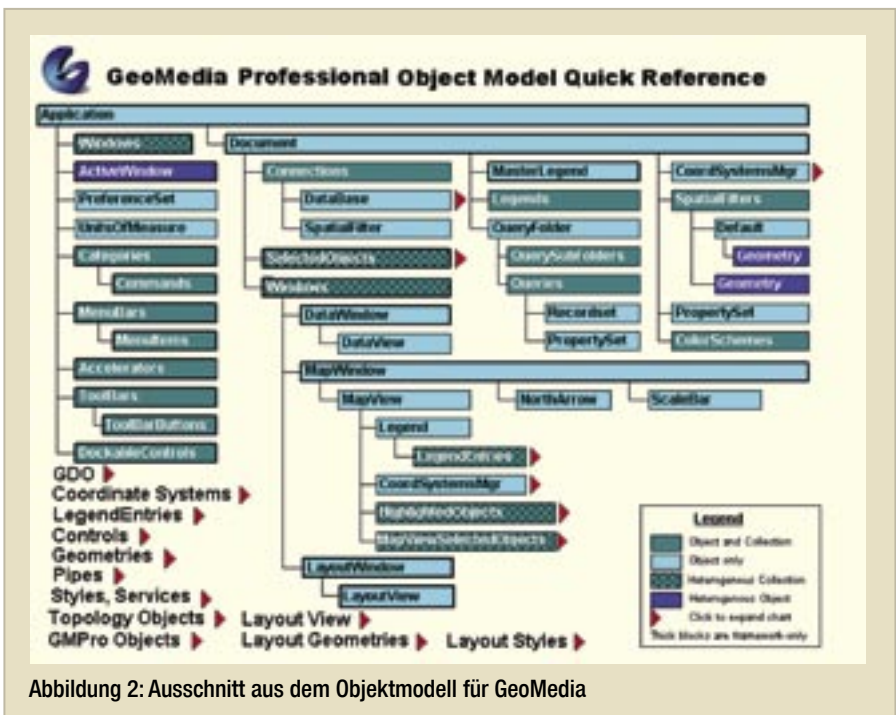 GeoMedia Professional Object Model Quick Reference
Application
Windows
Document
ActiveWindow
Connections
MasterLegend
CoordSystemsMgr
PreferenceSet
DataBase
Legends
SpatialFilters
UnitsOfMeasure
SpatialFilter
QueryFolder
Default
Categories
SelectedObjects
QuerySubFolders
Geometry
Commands
Windows
Queries
Geometry
MenuBars
DataWindow
Recordset
PropertySet
MenuItems
DataView
PropertySet
ColorSchemes
Accelerators
MapWindow
ToolBars
MapView
NorthArrow
ScaleBar
ToolBarButtons
Legend
DockableControls
LegendEntries
GDO
Coordinate Systems
CoordSystemsMgr
LegendEntries
HighlightedObjects
Controls
MapViewSelectedObjects
Geometries
LayoutWindow
Pipes
LayoutView
Styles, Services
Topology Objects
Layout View
GMPro Objects
Layout Geometries
Layout Styles
Legend
Object and Collection
Object only
Heterogenous Collection
Heterogenous Object
Click to expand chart
Thick blocks are framework-only
Abbildung 2: Ausschnitt aus dem Objektmodell für GeoMedia